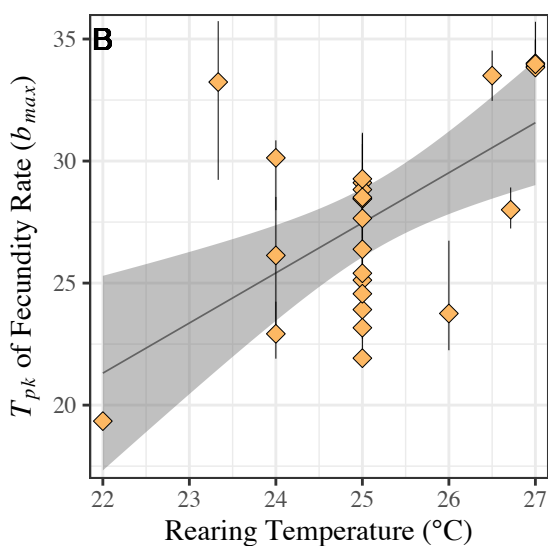 B
35
30
25
20
T_pk of Fecundity Rate (b_max)
22 23 24 25 26 27
Rearing Temperature (°C)